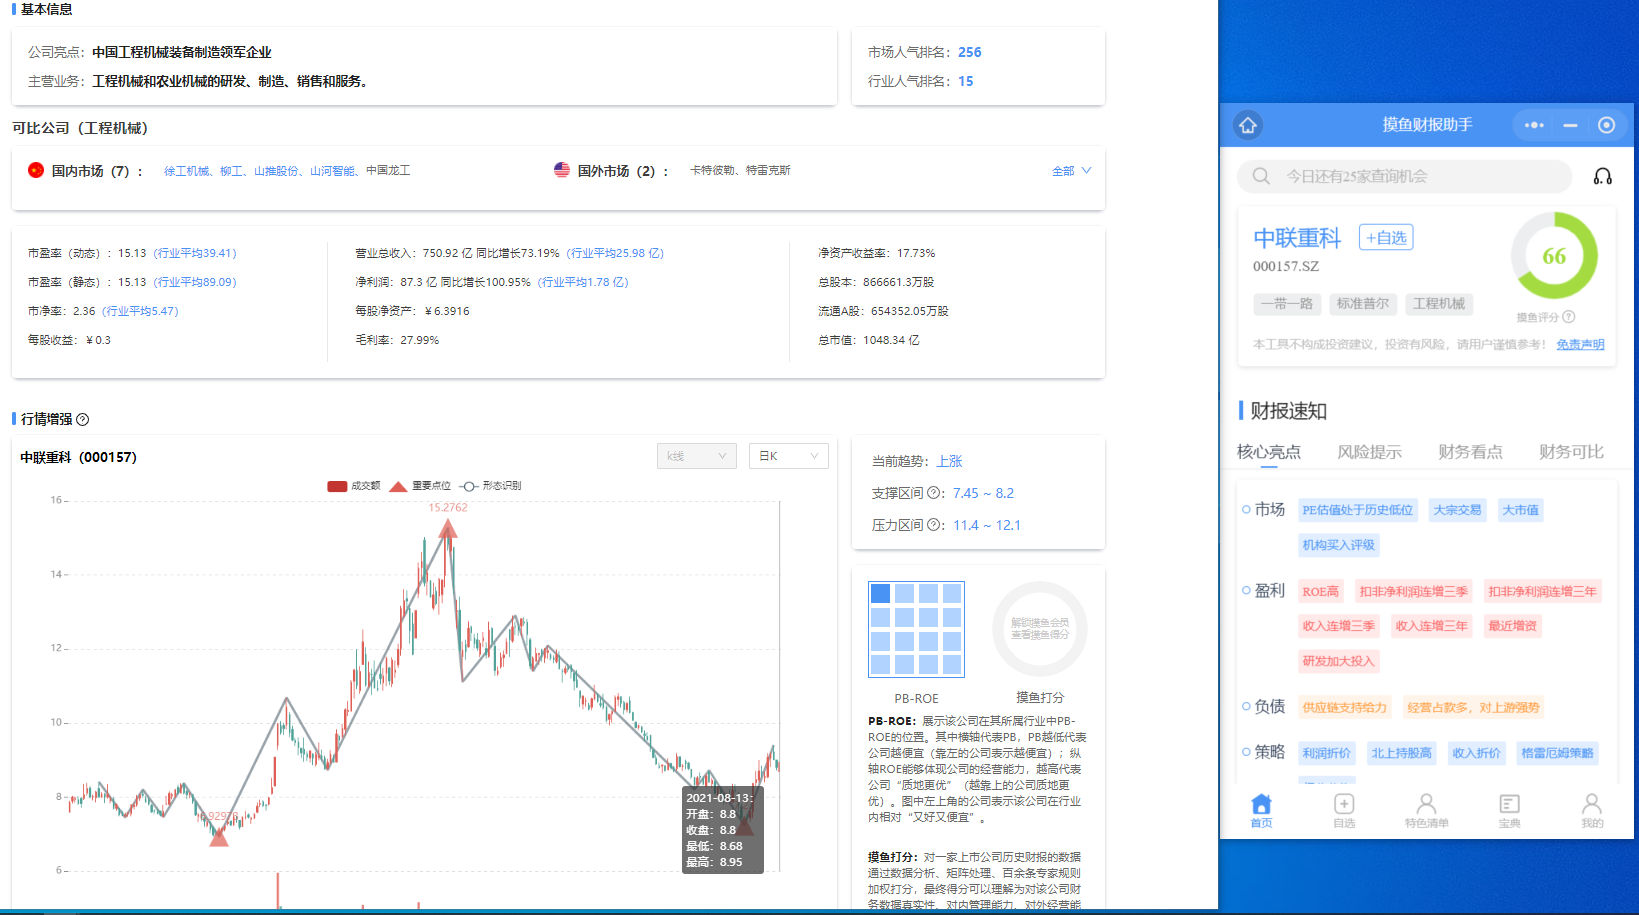 基本信息
公司亮点：中国工程机械装备制造领军企业
主营业务：工程机械和农业机械的研发、制造、销售和服务。
市场人气排名：256
行业人气排名：15
可比公司（工程机械）
国内市场（7）： 徐工机械、柳工、山推股份、山河智能、中国龙工
国外市场（2）： 卡特彼勒、特雷克斯
全部
市盈率（动态）：15.13（行业平均39.41）
市盈率（静态）：15.13（行业平均89.09）
市净率：2.36（行业平均5.47）
每股收益：￥0.3
营业总收入：750.92 亿 同比增长73.19%（行业平均25.98 亿）
净利润：87.3 亿 同比增长100.95%（行业平均1.78 亿）
每股净资产：￥6.3916
毛利率：27.99%
净资产收益率：17.73%
总股本：866661.3万股
流通A股：654352.05万股
总市值：1048.34 亿
行情增强
中联重科（000157）
k线
日K
成交额 重要点位 形态识别
16
14
12
10
8
6
15.2762
2021-08-13：
开盘：8.8
收盘：8.8
最低：8.68
最高：8.95
当前趋势：上涨
支撑区间：7.45 ~ 8.2
压力区间：11.4 ~ 12.1
解锁摸鱼会员
查看摸鱼得分
PB-ROE
摸鱼打分
PB-ROE：展示该公司在其所属行业中PB-
ROE的位置。其中横轴代表PB，PB越低代表
公司越便宜（靠左的公司表示越便宜）；纵
轴ROE能够体现公司的经营能力，越高代表
公司“质地更优”（越靠上的公司质地更
优）。图中左上角的公司表示该公司在行业
内相对“又好又便宜”。
摸鱼打分：对一家上市公司历史财报的数据
通过数据分析、矩阵处理、百余条专家规则
加权打分，最终得分可以理解为对该公司财
务数据真实性、对内管理能力、对外经营能
摸鱼财报助手
今日还有25家查询机会
中联重科
+自选
000157.SZ
一带一路
标准普尔
工程机械
66
摸鱼评分
本工具不构成投资建议，投资有风险，请用户谨慎参考！
免责声明
财报速知
核心亮点 风险提示 财务看点 财务可比
市场 PE估值处于历史低位 大宗交易 大市值
机构买入评级
盈利 ROE高 扣非净利润连增三季 扣非净利润连增三年
收入连增三季 收入连增三年 最近增资
研发加大投入
负债 供应链支持给力 经营占款多，对上游强势
策略 利润折价 北上持股高 收入折价 格雷厄姆策略
首页 自选 特色清单 宝典 我的